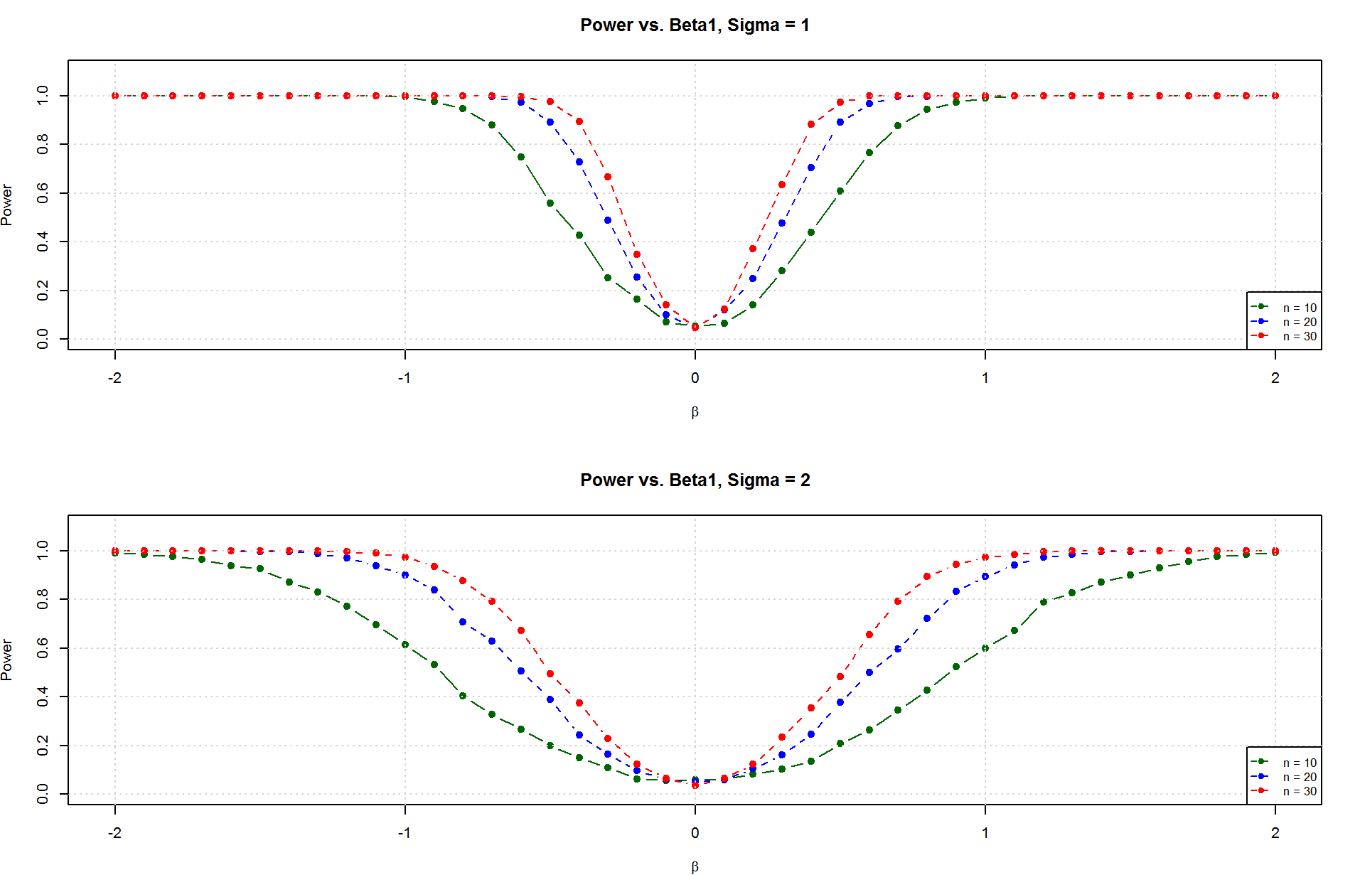 Power vs. Beta1, Sigma = 1
Power
1.0
0.8
0.6
0.4
0.2
0.0
n = 10
n = 20
n = 30
-2 -1 0 1 2
β
Power vs. Beta1, Sigma = 2
Power
1.0
0.8
0.6
0.4
0.2
0.0
n = 10
n = 20
n = 30
-2 -1 0 1 2
β